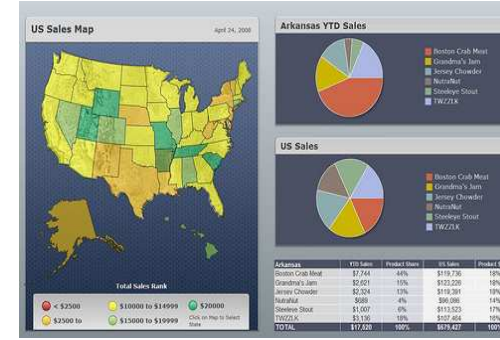 US Sales Map
April 24, 2008
Total Sales Rank
< $2500
$10000 to $14999
$20000
$2500 to
$15000 to $19999
Click on Map to Select
State
Arkansas YTD Sales
Boston Crab Meat
Grandma's Jam
Jersey Chowder
NutraNut
Steeleye Stout
TWZZLK
US Sales
Boston Crab Meat
Grandma's Jam
Jersey Chowder
NutraNut
Steeleye Stout
TWZZLK
Arkansas YTD Sales Product Share US Sales Product S
Boston Crab Meat $7,744 44% $119,736 18%
Grandma's Jam $2,621 15% $123,226 18%
Jersey Chowder $2,324 13% $119,391 18%
NutraNut $689 4% 14%
Steeleye Stout $1,007 6% $113,523 17%
TWZZLK $3,136 18% $107,464 16%
TOTAL $17,520 100% $679,427 100%